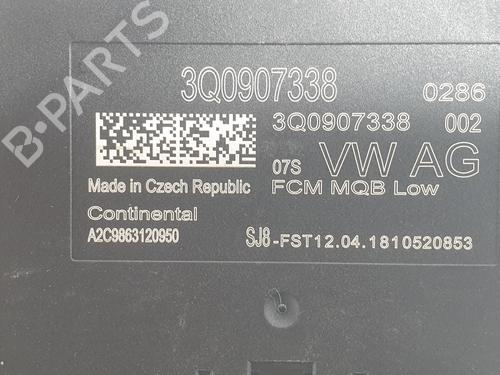 3Q0907338 0286
3Q0907338 002
07S VW AG
Made in Czech Republic FCM MQB Low
Continental
A2C9863120950 SJ8-FST12.04.1810520853
B-PARTS